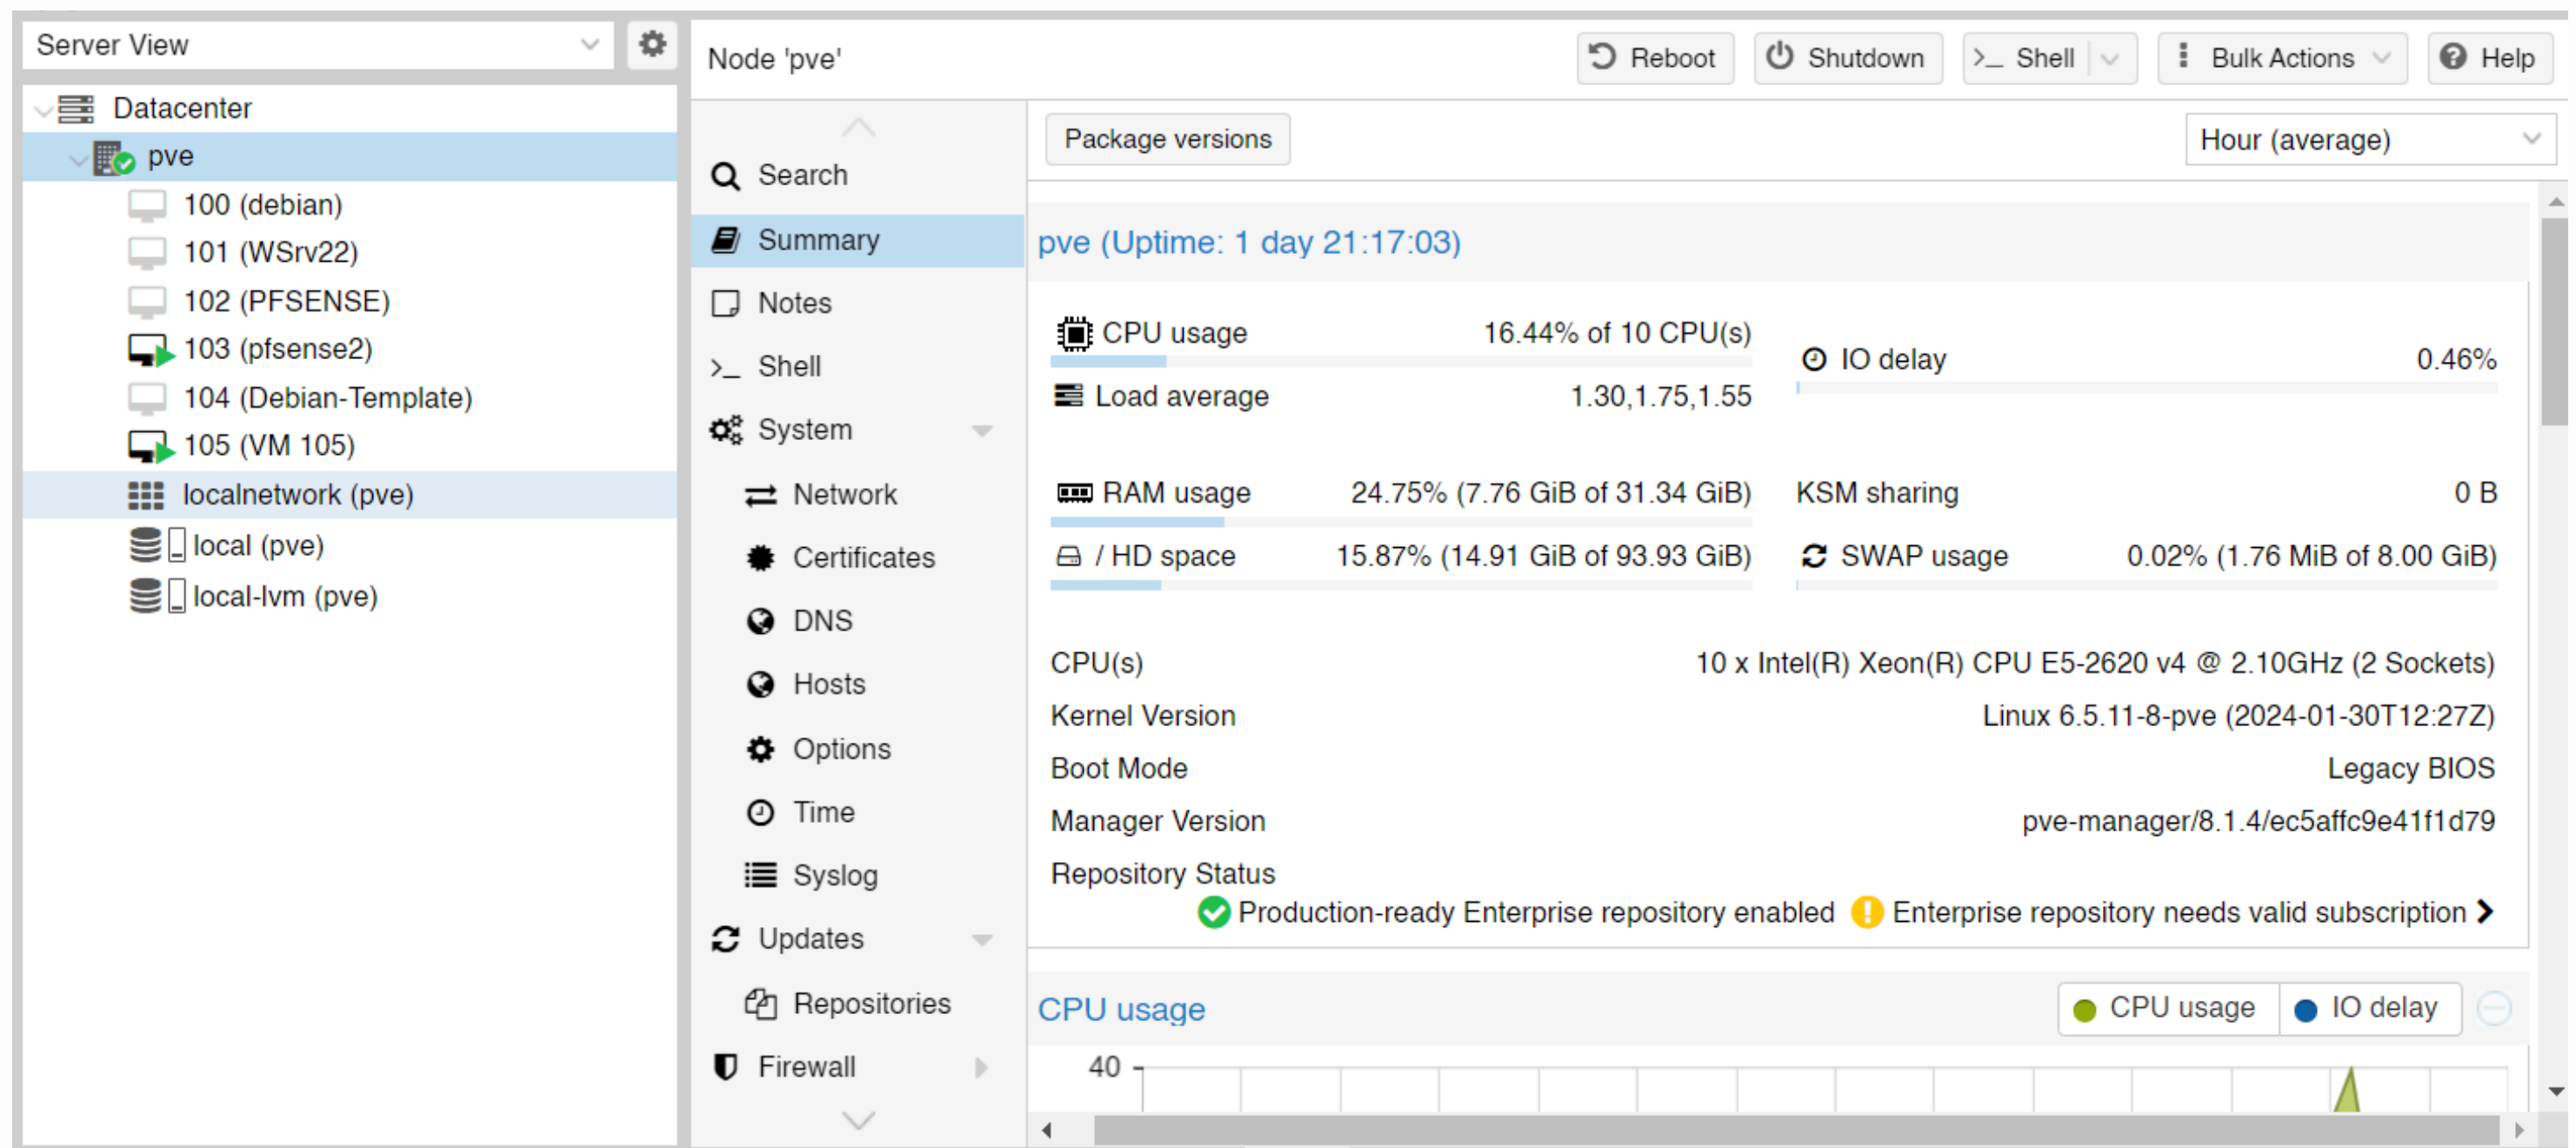 Server View
Datacenter
pve
100 (debian)
101 (WSrv22)
102 (PFSENSE)
103 (pfsense2)
104 (Debian-Template)
105 (VM 105)
localnetwork (pve)
local (pve)
local-lvm (pve)
Node 'pve'
Reboot Shutdown Shell Bulk Actions Help
Search
Summary
Notes
Shell
System
Network
Certificates
DNS
Hosts
Options
Time
Syslog
Updates
Repositories
Firewall
Package versions Hour (average)
pve (Uptime: 1 day 21:17:03)
CPU usage 16.44% of 10 CPU(s)
IO delay 0.46%
Load average 1.30,1.75,1.55
RAM usage 24.75% (7.76 GiB of 31.34 GiB) KSM sharing 0 B
/ HD space 15.87% (14.91 GiB of 93.93 GiB) SWAP usage 0.02% (1.76 MiB of 8.00 GiB)
CPU(s) 10 x Intel(R) Xeon(R) CPU E5-2620 v4 @ 2.10GHz (2 Sockets)
Kernel Version Linux 6.5.11-8-pve (2024-01-30T12:27Z)
Boot Mode Legacy BIOS
Manager Version pve-manager/8.1.4/ec5affc9e41f1d79
Repository Status
Production-ready Enterprise repository enabled Enterprise repository needs valid subscription
CPU usage CPU usage IO delay
40